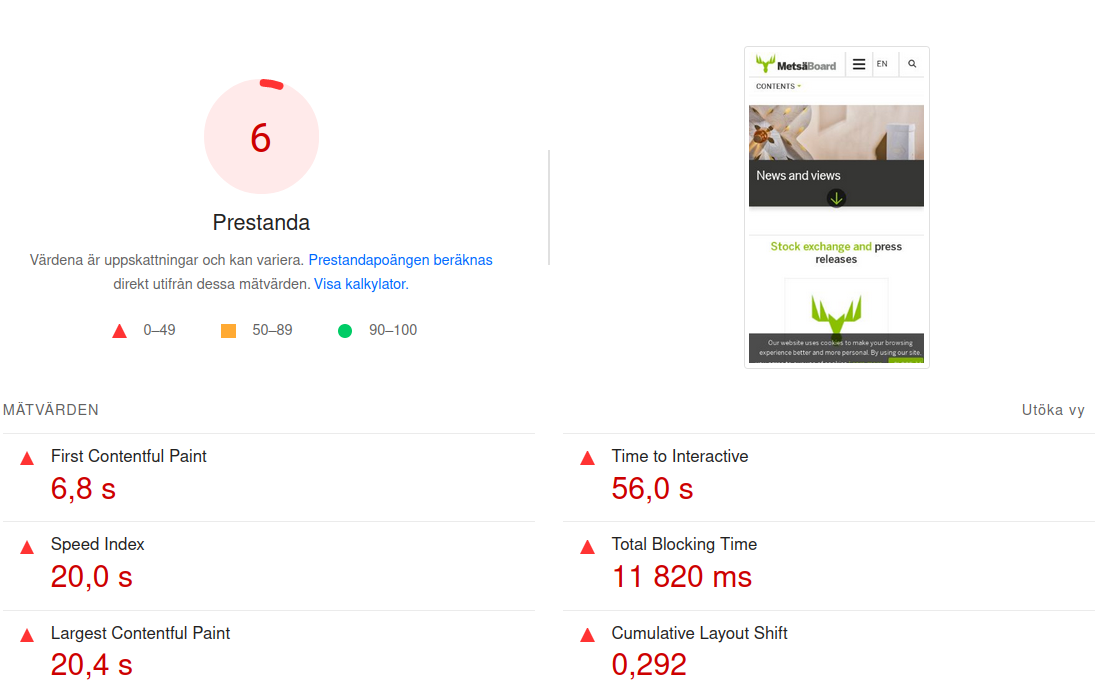 6
Prestanda
Värdena är uppskattningar och kan variera. Prestandapoängen beräknas
direkt utifrån dessa mätvärden. Visa kalkylator.
0–49
50–89
90–100
MetsäBoard
EN
CONTENTS
News and views
Stock exchange and press
releases
Our website uses cookies to make your browsing
experience better and more personal. By using our site,
MÄTVÄRDEN
Utöka vy
First Contentful Paint
6,8 s
Time to Interactive
56,0 s
Speed Index
20,0 s
Total Blocking Time
11 820 ms
Largest Contentful Paint
20,4 s
Cumulative Layout Shift
0,292